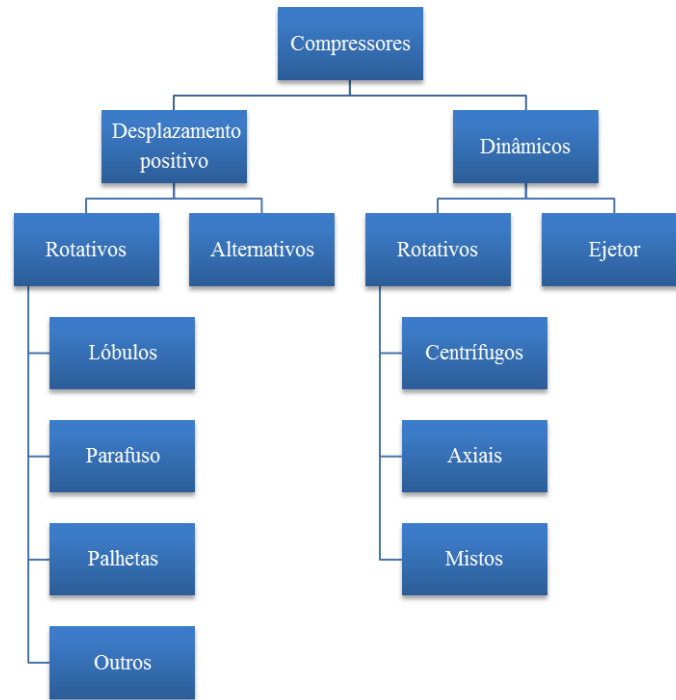 Compressores
Desplazamento
positivo
Dinâmicos
Rotativos
Alternativos
Rotativos
Ejetor
Lóbulos
Centrífugos
Parafuso
Axiais
Palhetas
Mistos
Outros